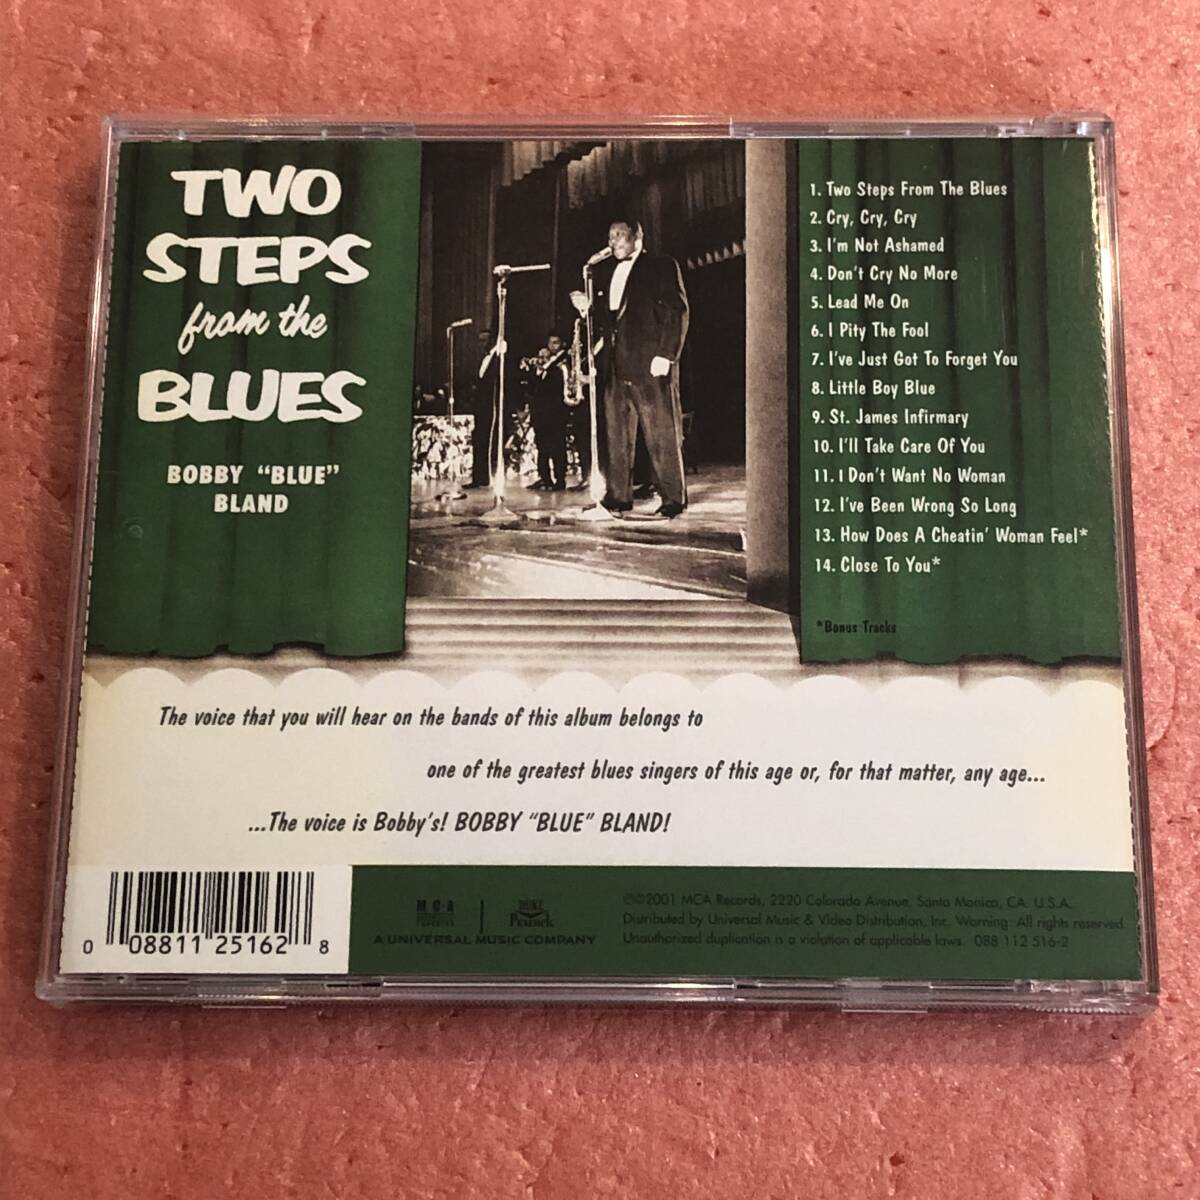 TWO
STEPS
from the
BLUES
BOBBY "BLUE"
BLAND
1. Two Steps From The Blues
2. Cry, Cry, Cry
3. I'm Not Ashamed
4. Don't Cry No More
5. Lead Me On
6. I Pity The Fool
7. I've Just Got To Forget You
8. Little Boy Blue
9. St. James Infirmary
10. I'll Take Care Of You
11. I Don't Want No Woman
12. I've Been Wrong So Long
13. How Does A Cheatin' Woman Feel*
14. Close To You*
*Bonus Tracks
The voice that you will hear on the bands of this album belongs to
one of the greatest blues singers of this age or, for that matter, any age...
...The voice is Bobby's! BOBBY "BLUE" BLAND!
0 08811 25162 8
M C A
DUKE
Peacock
A UNIVERSAL MUSIC COMPANY
℗©2001 MCA Records, 2220 Colorado Avenue, Santa Monica, CA. U.S.A.
Distributed by Universal Music & Video Distribution, Inc. Warning: All rights reserved.
Unauthorized duplication is a violation of applicable laws. 088 112 516-2